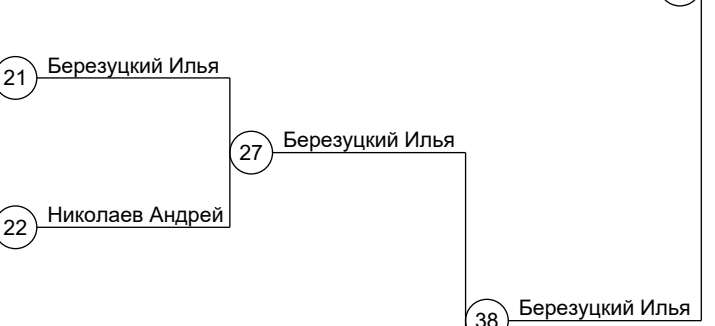 21 Березуцкий Илья
27 Березуцкий Илья
22 Николаев Андрей
38 Березуцкий Илья